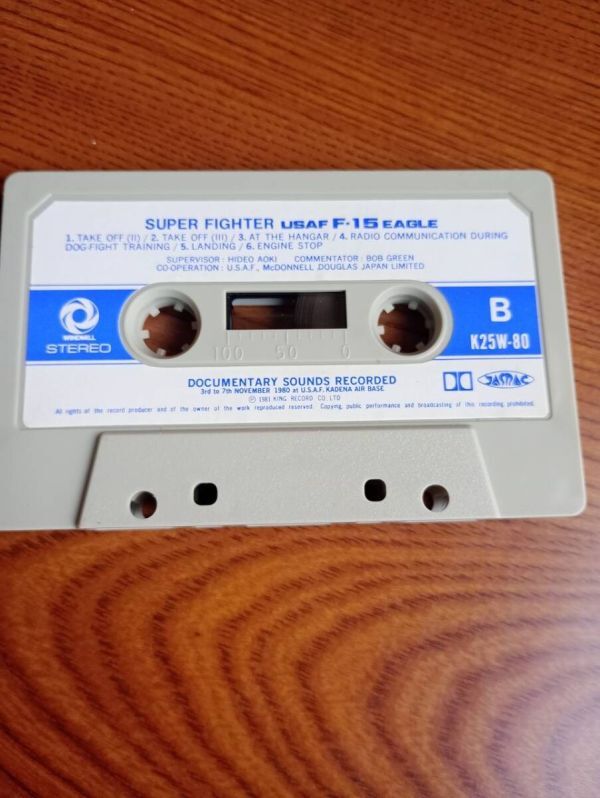 SUPER FIGHTER USAF F-15 EAGLE
1. TAKE OFF (II) / 2. TAKE OFF (III) / 3. AT THE HANGAR / 4. RADIO COMMUNICATION DURING
DOG-FIGHT TRAINING / 5. LANDING / 6. ENGINE STOP
SUPERVISOR : HIDEO AOKI COMMENTATOR : BOB GREEN
CO-OPERATION : U.S.A.F., McDONNELL DOUGLAS JAPAN LIMITED
WINDMILL
STEREO
B
K25W-80
100 50 0
DOCUMENTARY SOUNDS RECORDED
3rd to 7th NOVEMBER 1980 at U.S.A.F. KADENA AIR BASE
Ⓟ 1981 KING RECORD CO. LTD
JASRAC
All rights of the record producer and of the owner of the work reproduced reserved. Copying, public performance and broadcasting of this recording prohibited.